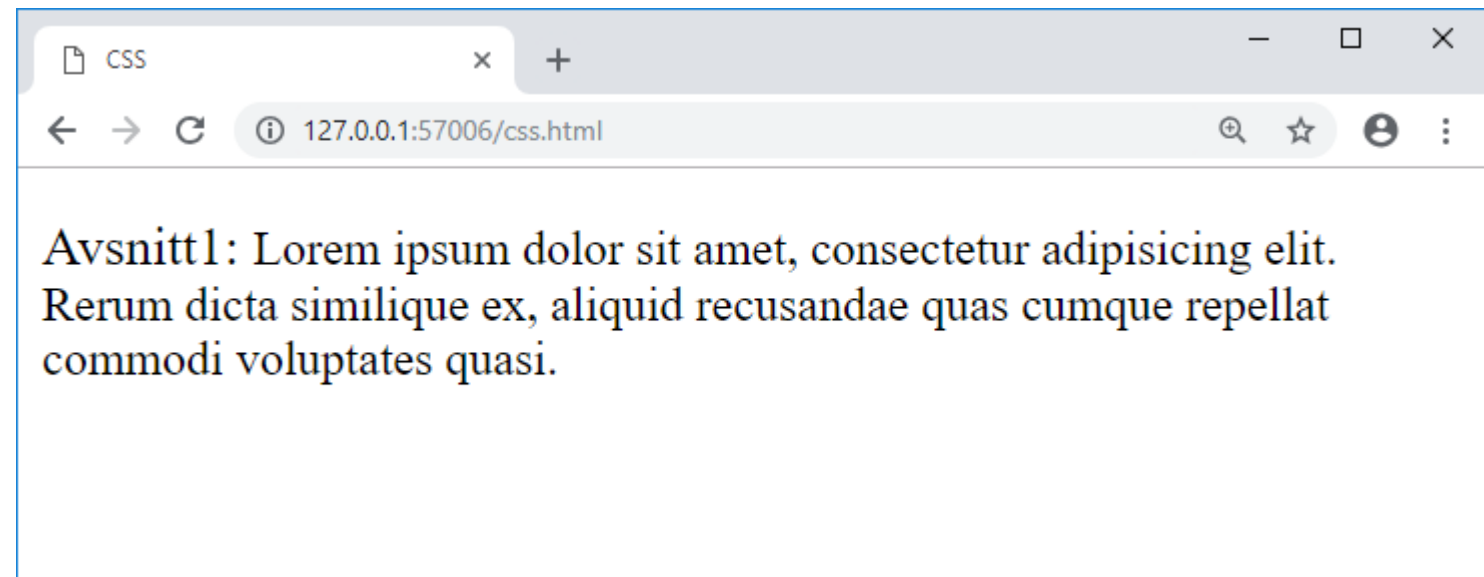 CSS
127.0.0.1:57006/css.html
Avsnitt1: Lorem ipsum dolor sit amet, consectetur adipisicing elit.
Rerum dicta similique ex, aliquid recusandae quas cumque repellat
commodi voluptates quasi.